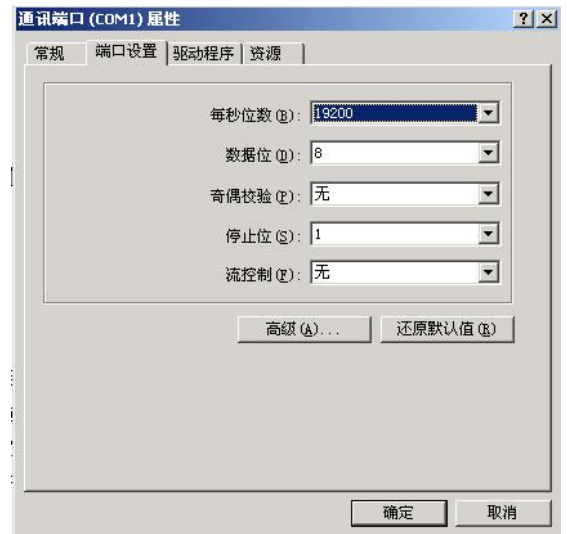 通讯端口 (COM1) 属性
常规 端口设置 驱动程序 资源
每秒位数(B): 19200
数据位(D): 8
奇偶校验(P): 无
停止位(S): 1
流控制(F): 无
高级(A)... 还原默认值(R)
确定 取消